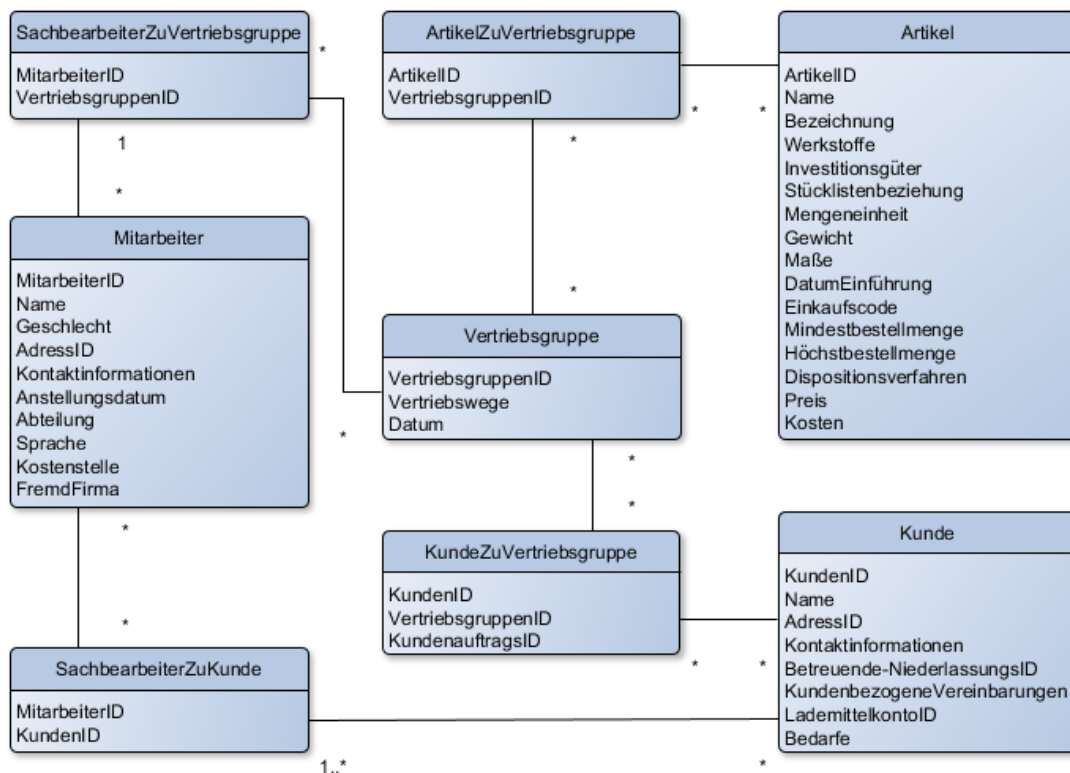 SachbearbeiterZuVertriebsgruppe
MitarbeiterID
VertriebsgruppenID
*
1
*
ArtikelZuVertriebsgruppe
ArtikelID
VertriebsgruppenID
*
*
*
Artikel
ArtikelID
Name
Bezeichnung
Werkstoffe
Investitionsgüter
Stücklistenbeziehung
Mengeneinheit
Gewicht
Maße
DatumEinführung
Einkaufscode
Mindestbestellmenge
Höchstbestellmenge
Dispositionsverfahren
Preis
Kosten
Mitarbeiter
MitarbeiterID
Name
Geschlecht
AdressID
Kontaktinformationen
Anstellungsdatum
Abteilung
Sprache
Kostenstelle
FremdFirma
*
*
*
Vertriebsgruppe
VertriebsgruppenID
Vertriebswege
Datum
*
*
*
KundeZuVertriebsgruppe
KundenID
VertriebsgruppenID
KundenauftragsID
*
*
Kunde
KundenID
Name
AdressID
Kontaktinformationen
Betreuende-NiederlassungsID
KundenbezogeneVereinbarungen
LademittelkontoID
Bedarfe
SachbearbeiterZuKunde
MitarbeiterID
KundenID
1..*
*